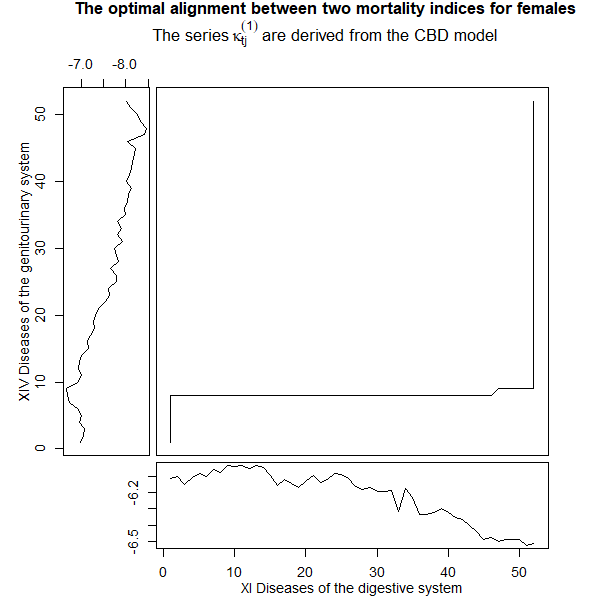 The optimal alignment between two mortality indices for females
The series κtj(1) are derived from the CBD model
-7.0 -8.0
XIV Diseases of the genitourinary system
50
40
30
20
10
0
-6.2
-6.5
0 10 20 30 40 50
XI Diseases of the digestive system